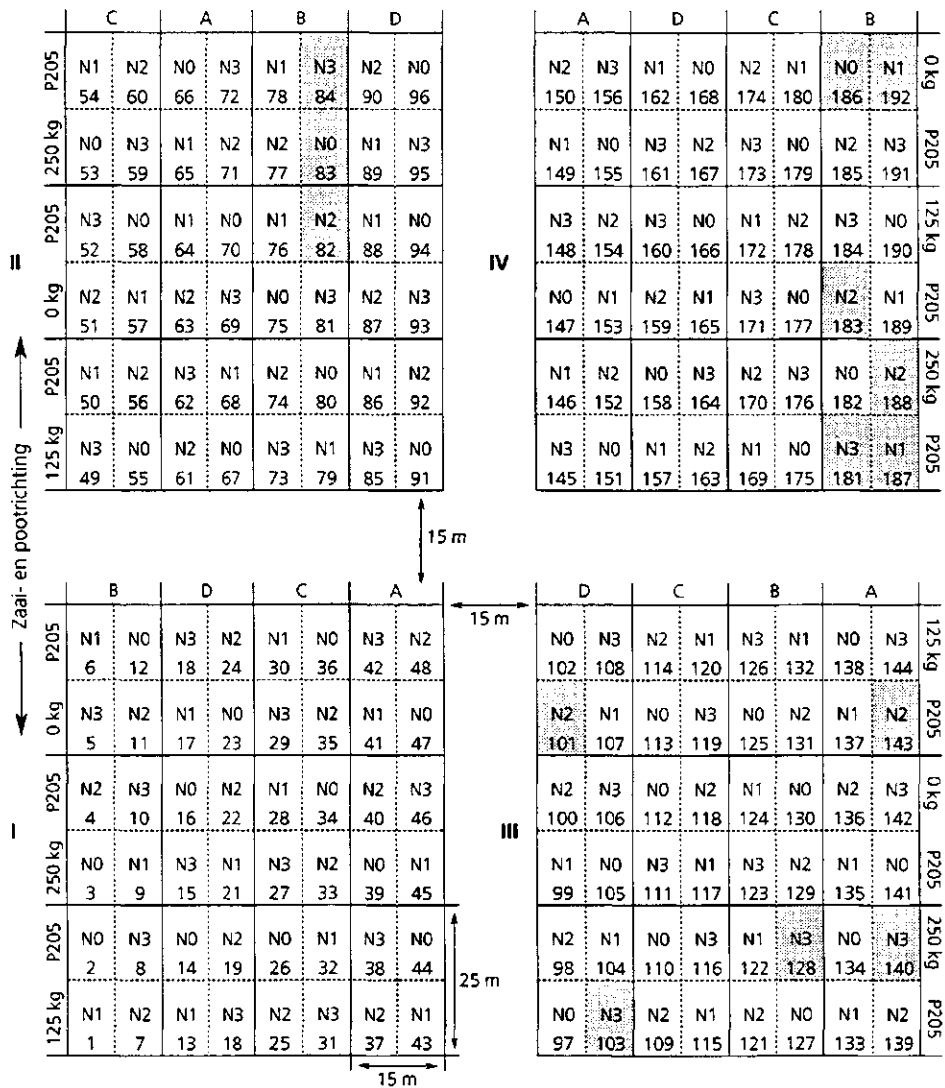 C A B D
P205 N1 N2 N0 N3 N1 N3 N2 N0
54 60 66 72 78 84 90 96
250 kg N0 N3 N1 N2 N2 N0 N1 N3
53 59 65 71 77 83 89 95
P205 N3 N0 N1 N0 N1 N2 N1 N0
52 58 64 70 76 82 88 94
II
0 kg N2 N1 N2 N3 N0 N3 N2 N3
51 57 63 69 75 81 87 93
P205 N1 N2 N3 N1 N2 N0 N1 N2
50 56 62 68 74 80 86 92
125 kg N3 N0 N2 N0 N3 N1 N3 N0
49 55 61 67 73 79 85 91
A D C B
N2 N3 N1 N0 N2 N1 N0 N1 0 kg
150 156 162 168 174 180 186 192
N1 N0 N3 N2 N3 N0 N2 N3 P205
149 155 161 167 173 179 185 191
N3 N2 N3 N0 N1 N2 N3 N0 125 kg
148 154 160 166 172 178 184 190
IV
N0 N1 N2 N1 N3 N0 N2 N1 P205
147 153 159 165 171 177 183 189
N1 N2 N0 N3 N2 N3 N0 N2 250 kg
146 152 158 164 170 176 182 188
N3 N0 N1 N2 N1 N0 N3 N1 P205
145 151 157 163 169 175 181 187
Zaai- en pootrichting
15 m
15 m
B D C A
P205 N1 N0 N3 N2 N1 N0 N3 N2
6 12 18 24 30 36 42 48
0 kg N3 N2 N1 N0 N3 N2 N1 N0
5 11 17 23 29 35 41 47
P205 N2 N3 N0 N2 N1 N0 N2 N3
4 10 16 22 28 34 40 46
I
250 kg N0 N1 N3 N1 N3 N2 N0 N1
3 9 15 21 27 33 39 45
P205 N0 N3 N0 N2 N0 N1 N3 N0
2 8 14 19 26 32 38 44
125 kg N1 N2 N1 N3 N2 N3 N2 N1
1 7 13 18 25 31 37 43
25 m
15 m
D C B A
N0 N3 N2 N1 N3 N1 N0 N3 125 kg
102 108 114 120 126 132 138 144
N2 N1 N0 N3 N0 N2 N1 N2 P205
101 107 113 119 125 131 137 143
N2 N3 N0 N2 N1 N0 N2 N3 0 kg
100 106 112 118 124 130 136 142
III
N1 N0 N3 N1 N3 N2 N1 N0 P205
99 105 111 117 123 129 135 141
N2 N1 N0 N3 N1 N3 N0 N3 250 kg
98 104 110 116 122 128 134 140
N0 N3 N2 N1 N2 N0 N1 N2 P205
97 103 109 115 121 127 133 139